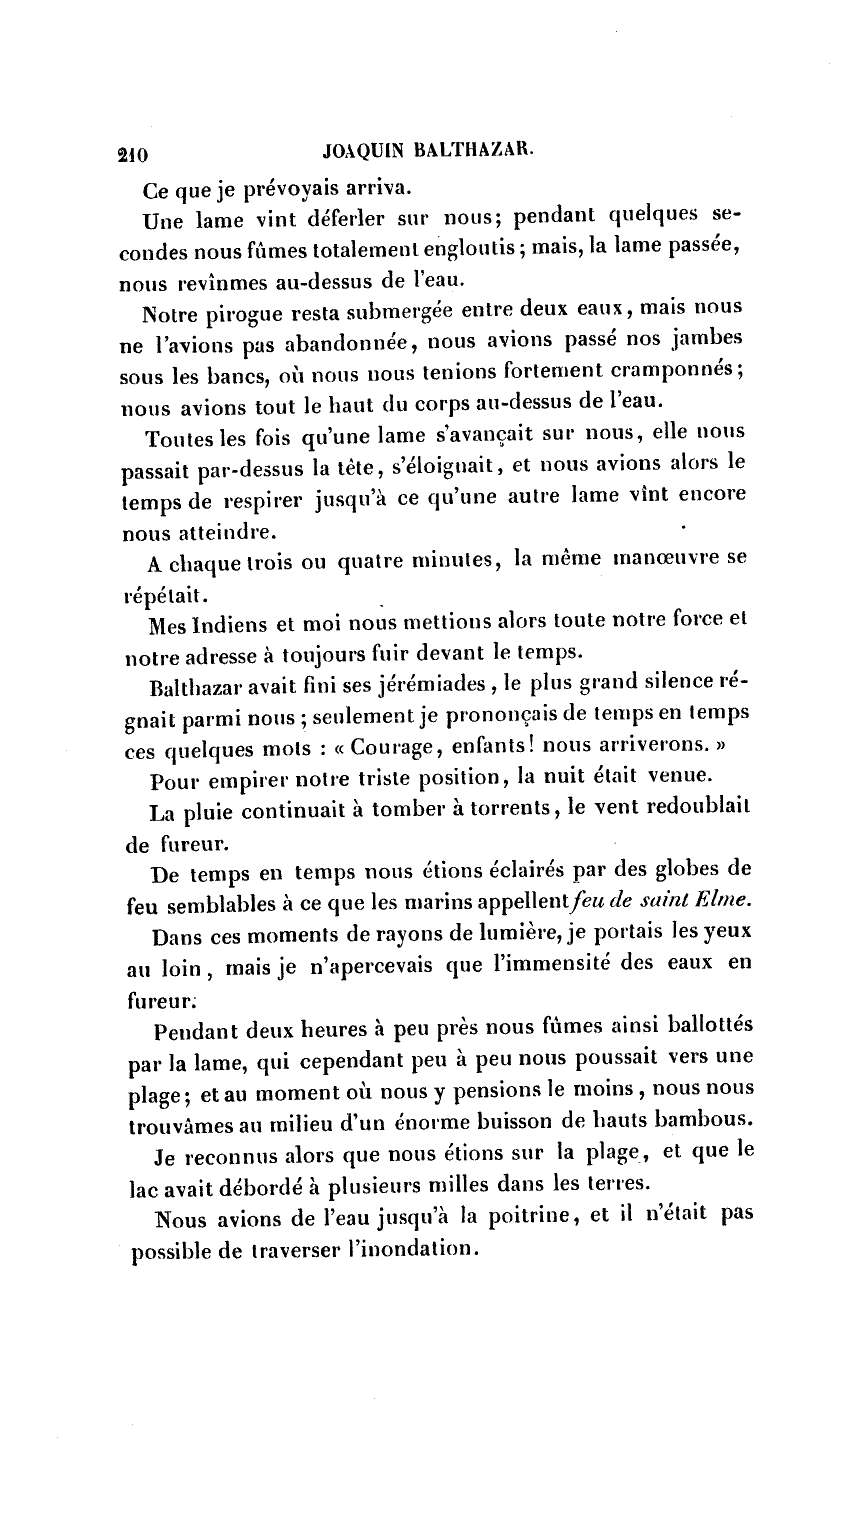 210 JOAQUIN BALTHAZAR.
Ce que je prévoyais arriva.
Une lame vint déferler sur nous; pendant quelques se-
condes nous fûmes totalement engloutis; mais, la lame passée,
nous revînmes au-dessus de l'eau.
Notre pirogue resta submergée entre deux eaux, mais nous
ne l'avions pas abandonnée, nous avions passé nos jambes
sous les bancs, où nous nous tenions fortement cramponnés;
nous avions tout le haut du corps au-dessus de l'eau.
Toutes les fois qu'une lame s'avançait sur nous, elle nous
passait par-dessus la tête, s'éloignait, et nous avions alors le
temps de respirer jusqu'à ce qu'une autre lame vînt encore
nous atteindre.
A chaque trois ou quatre minutes, la même manœuvre se
répétait.
Mes Indiens et moi nous mettions alors toute notre force et
notre adresse à toujours fuir devant le temps.
Balthazar avait fini ses jérémiades, le plus grand silence ré-
gnait parmi nous; seulement je prononçais de temps en temps
ces quelques mots : « Courage, enfants! nous arriverons. »
Pour empirer notre triste position, la nuit était venue.
La pluie continuait à tomber à torrents, le vent redoublait
de fureur.
De temps en temps nous étions éclairés par des globes de
feu semblables à ce que les marins appellent feu de saint Elme.
Dans ces moments de rayons de lumière, je portais les yeux
au loin, mais je n'apercevais que l'immensité des eaux en
fureur.
Pendant deux heures à peu près nous fûmes ainsi ballottés
par la lame, qui cependant peu à peu nous poussait vers une
plage; et au moment où nous y pensions le moins, nous nous
trouvâmes au milieu d'un énorme buisson de hauts bambous.
Je reconnus alors que nous étions sur la plage, et que le
lac avait débordé à plusieurs milles dans les terres.
Nous avions de l'eau jusqu'à la poitrine, et il n'était pas
possible de traverser l'inondation.